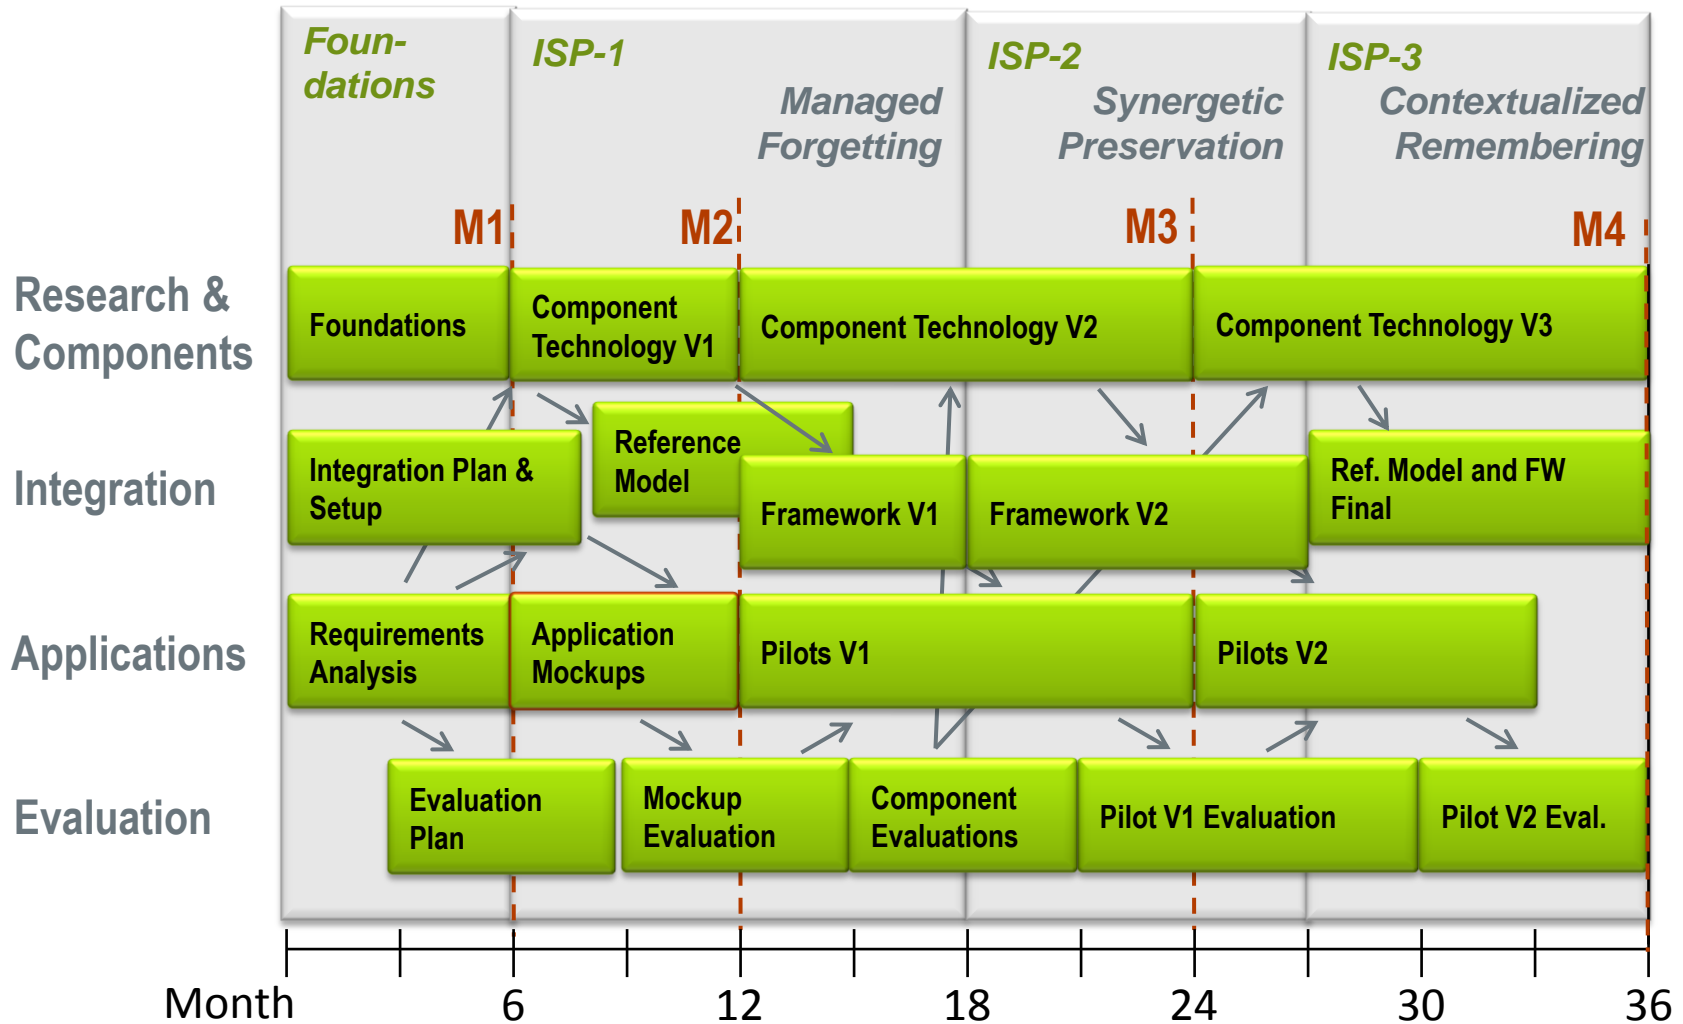 Foun-
dations
ISP-1
Managed
Forgetting
ISP-2
Synergetic
Preservation
ISP-3
Contextualized
Remembering
M1
M2
M3
M4
Research &
Components
Foundations
Component
Technology V1
Component Technology V2
Component Technology V3
Integration
Integration Plan &
Setup
Reference
Model
Framework V1
Framework V2
Ref. Model and FW
Final
Applications
Requirements
Analysis
Application
Mockups
Pilots V1
Pilots V2
Evaluation
Evaluation
Plan
Mockup
Evaluation
Component
Evaluations
Pilot V1 Evaluation
Pilot V2 Eval.
Month 6 12 18 24 30 36